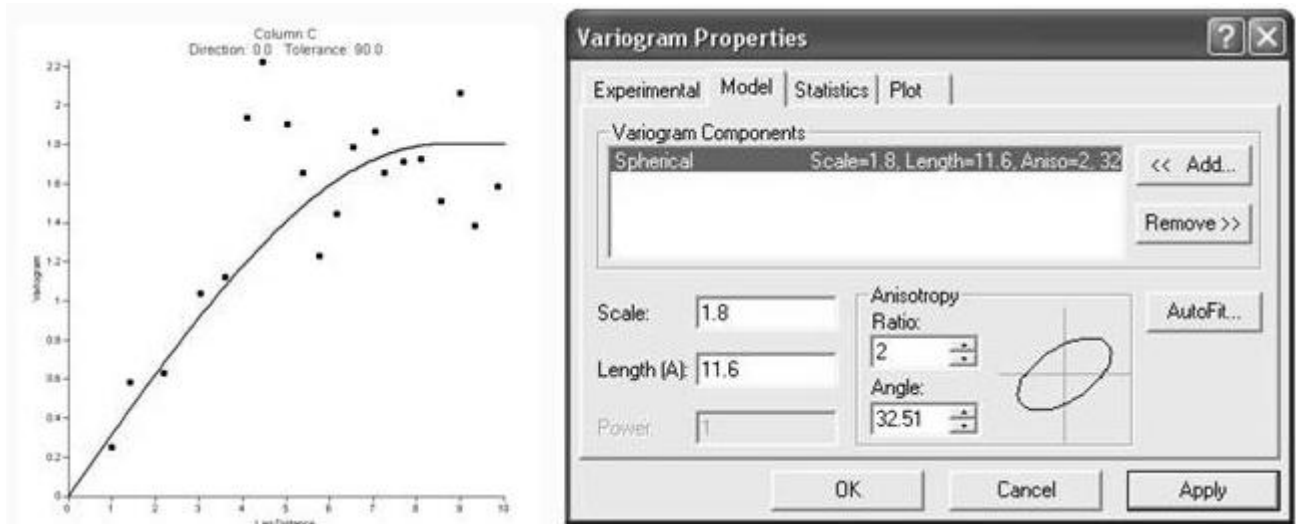 Column C
Direction: 0.0 Tolerance: 90.0
2.2
2
1.8
1.6
1.4
1.2
1
0.8
0.6
0.4
0.2
0
Variogram
0 1 2 3 4 5 6 7 8 9 10
Lag Distance
Variogram Properties
Experimental Model Statistics Plot
Variogram Components
Spherical Scale=1.8, Length=11.6, Aniso=2, 32
<< Add...
Remove >>
Scale: 1.8
Length (A): 11.6
Power: 1
Anisotropy
Ratio:
2
Angle:
32.51
AutoFit...
OK Cancel Apply